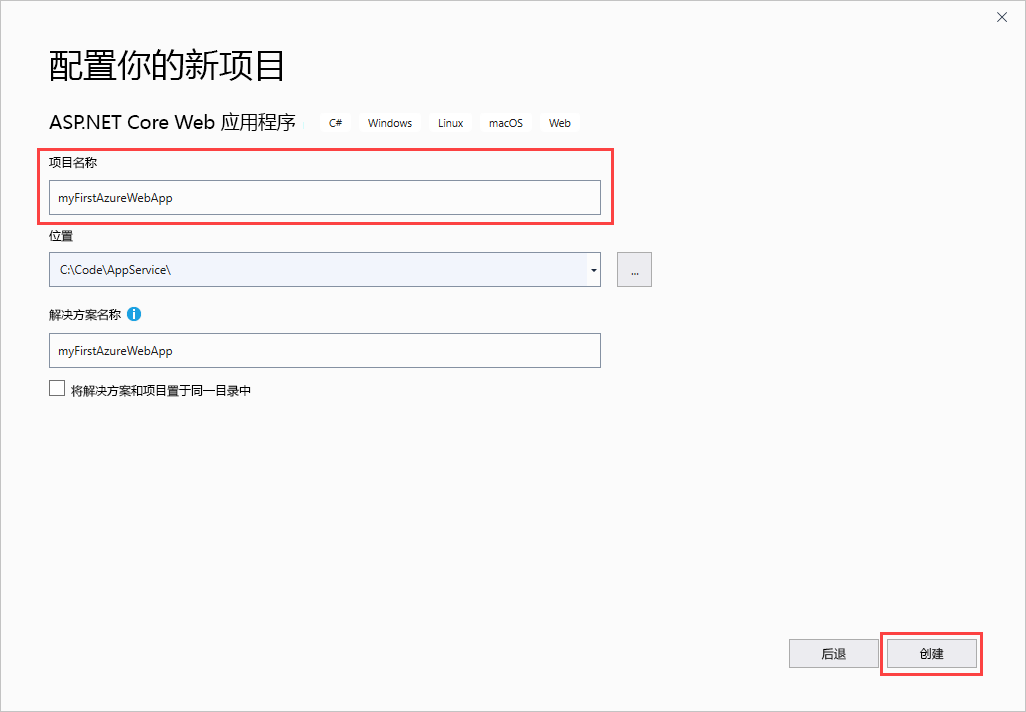 配置你的新项目
ASP.NET Core Web 应用程序 C# Windows Linux macOS Web
项目名称
myFirstAzureWebApp
位置
C:\Code\AppService\
...
解决方案名称
myFirstAzureWebApp
将解决方案和项目置于同一目录中
后退 创建